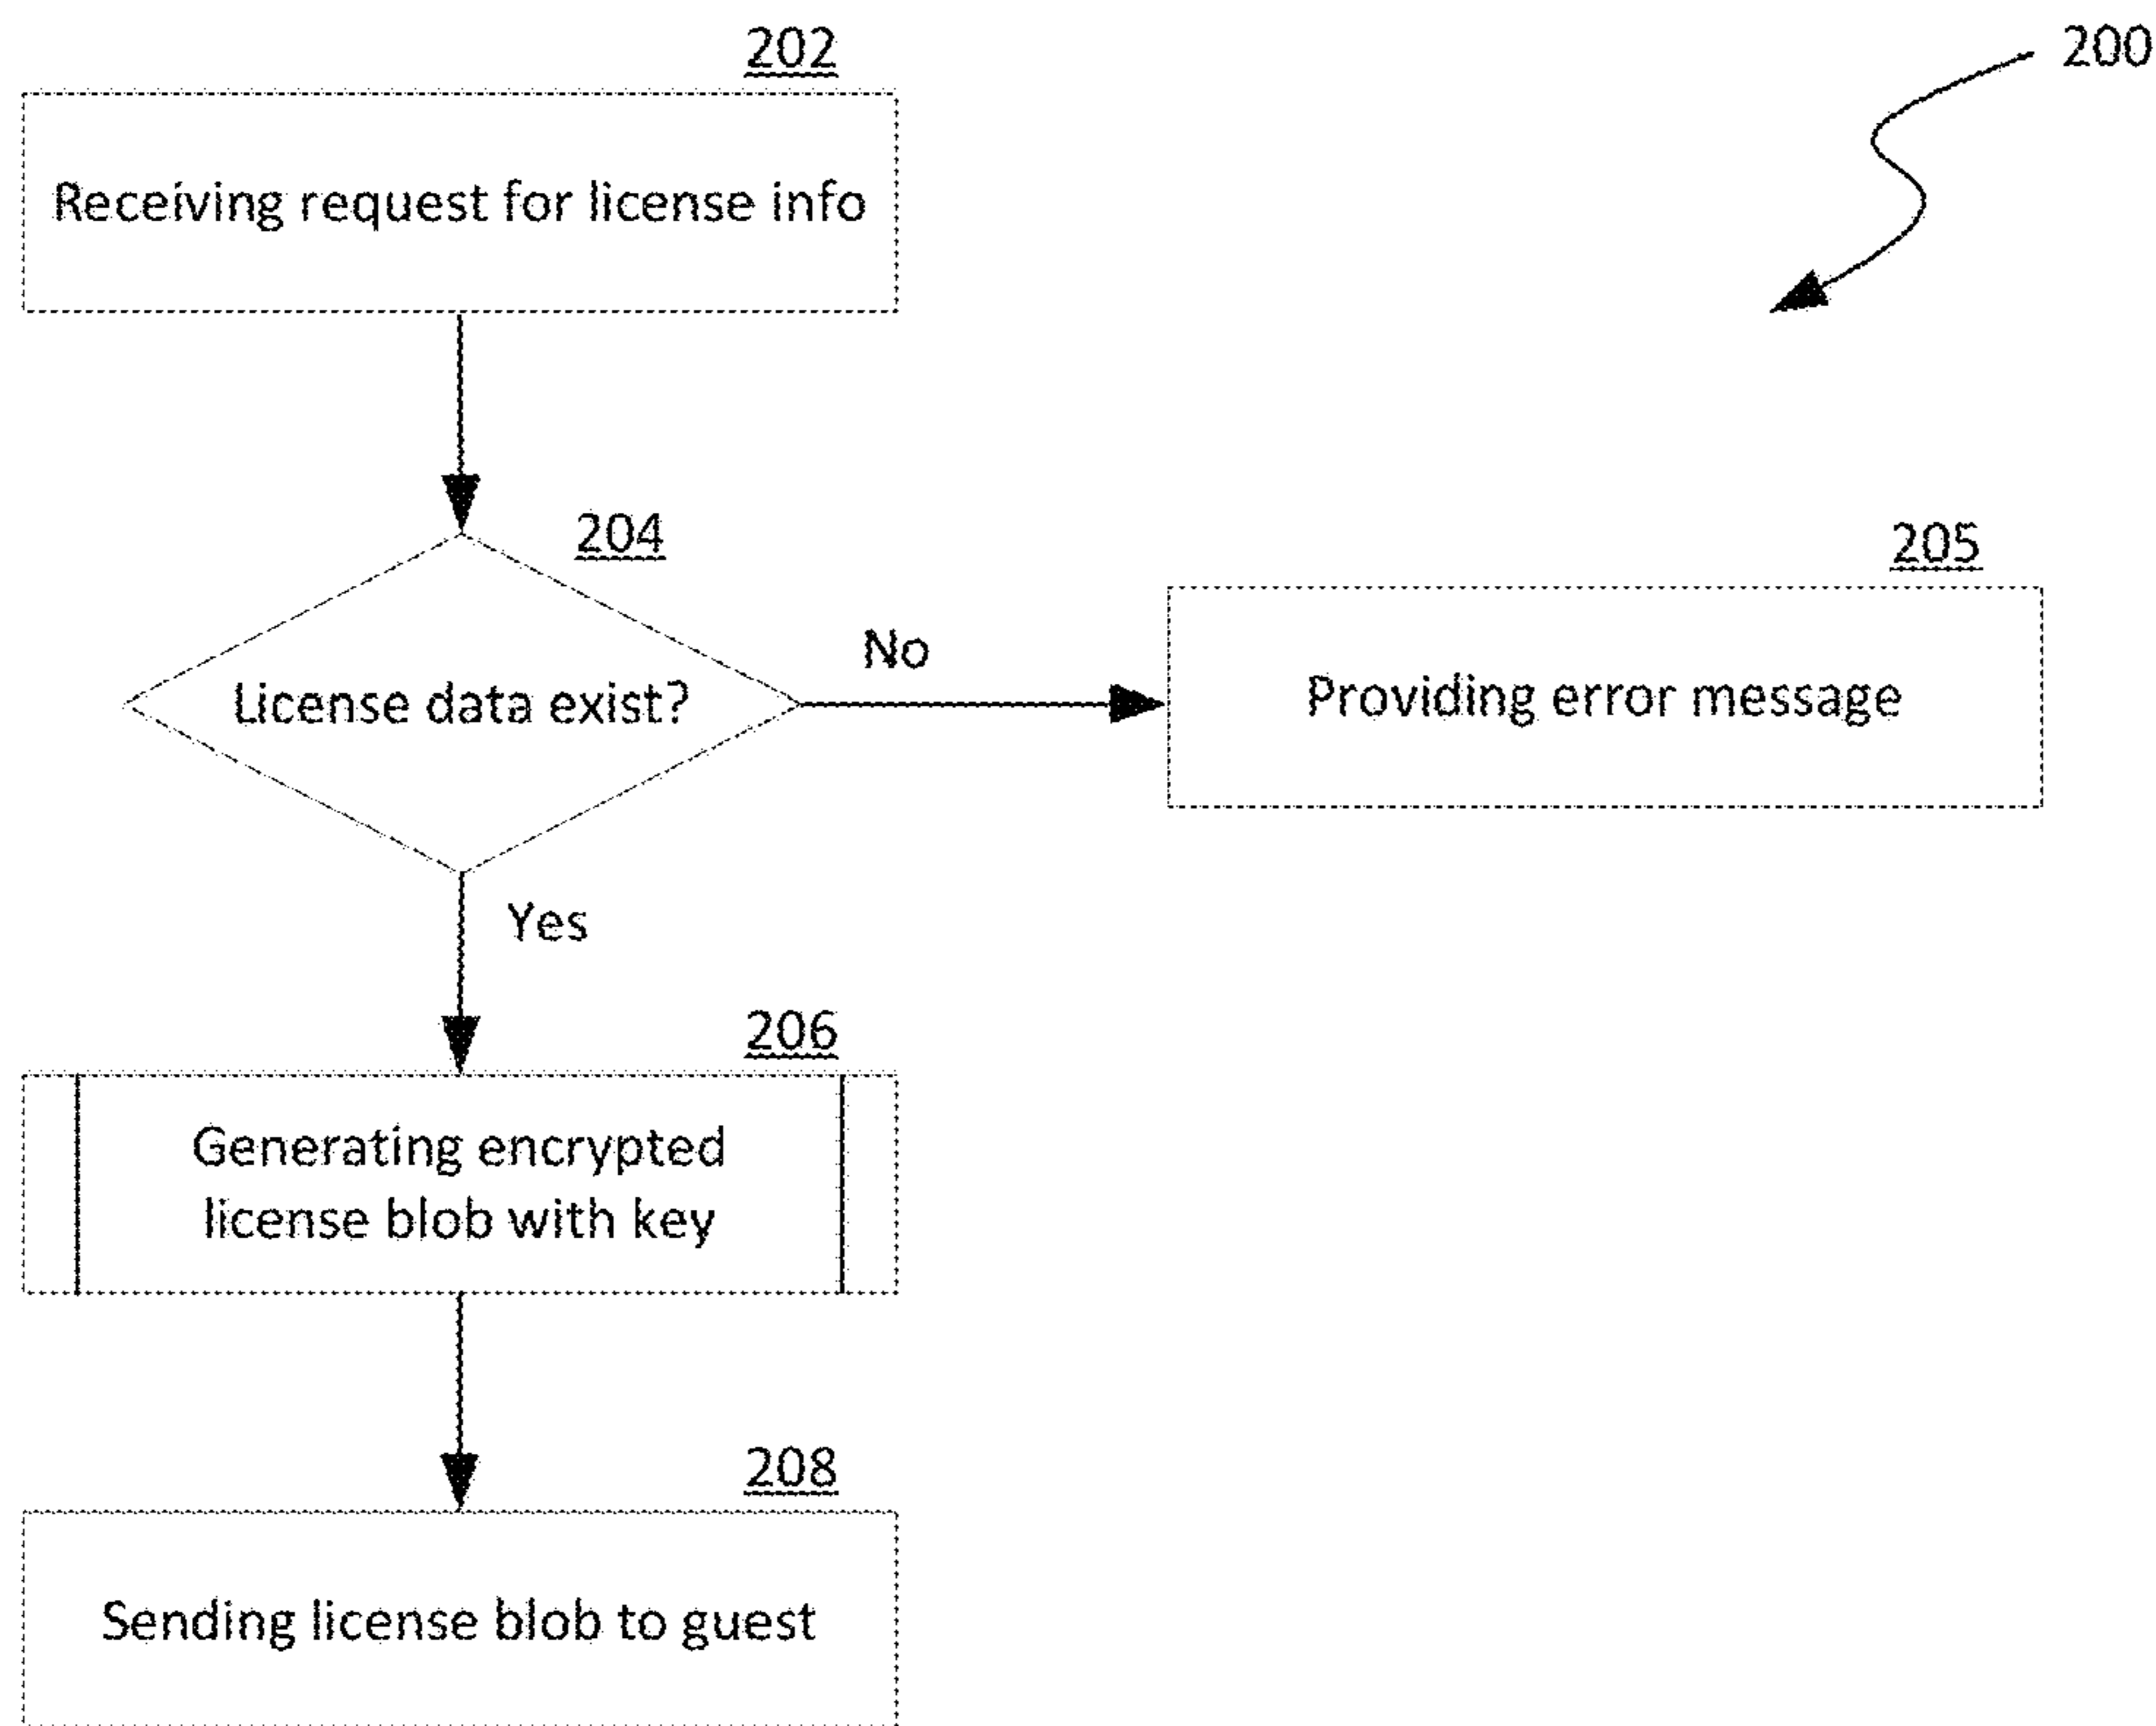 202
200
Receiving request for license info
204
License data exist?
No
205
Providing error message
Yes
206
Generating encrypted
license blob with key
208
Sending license blob to guest